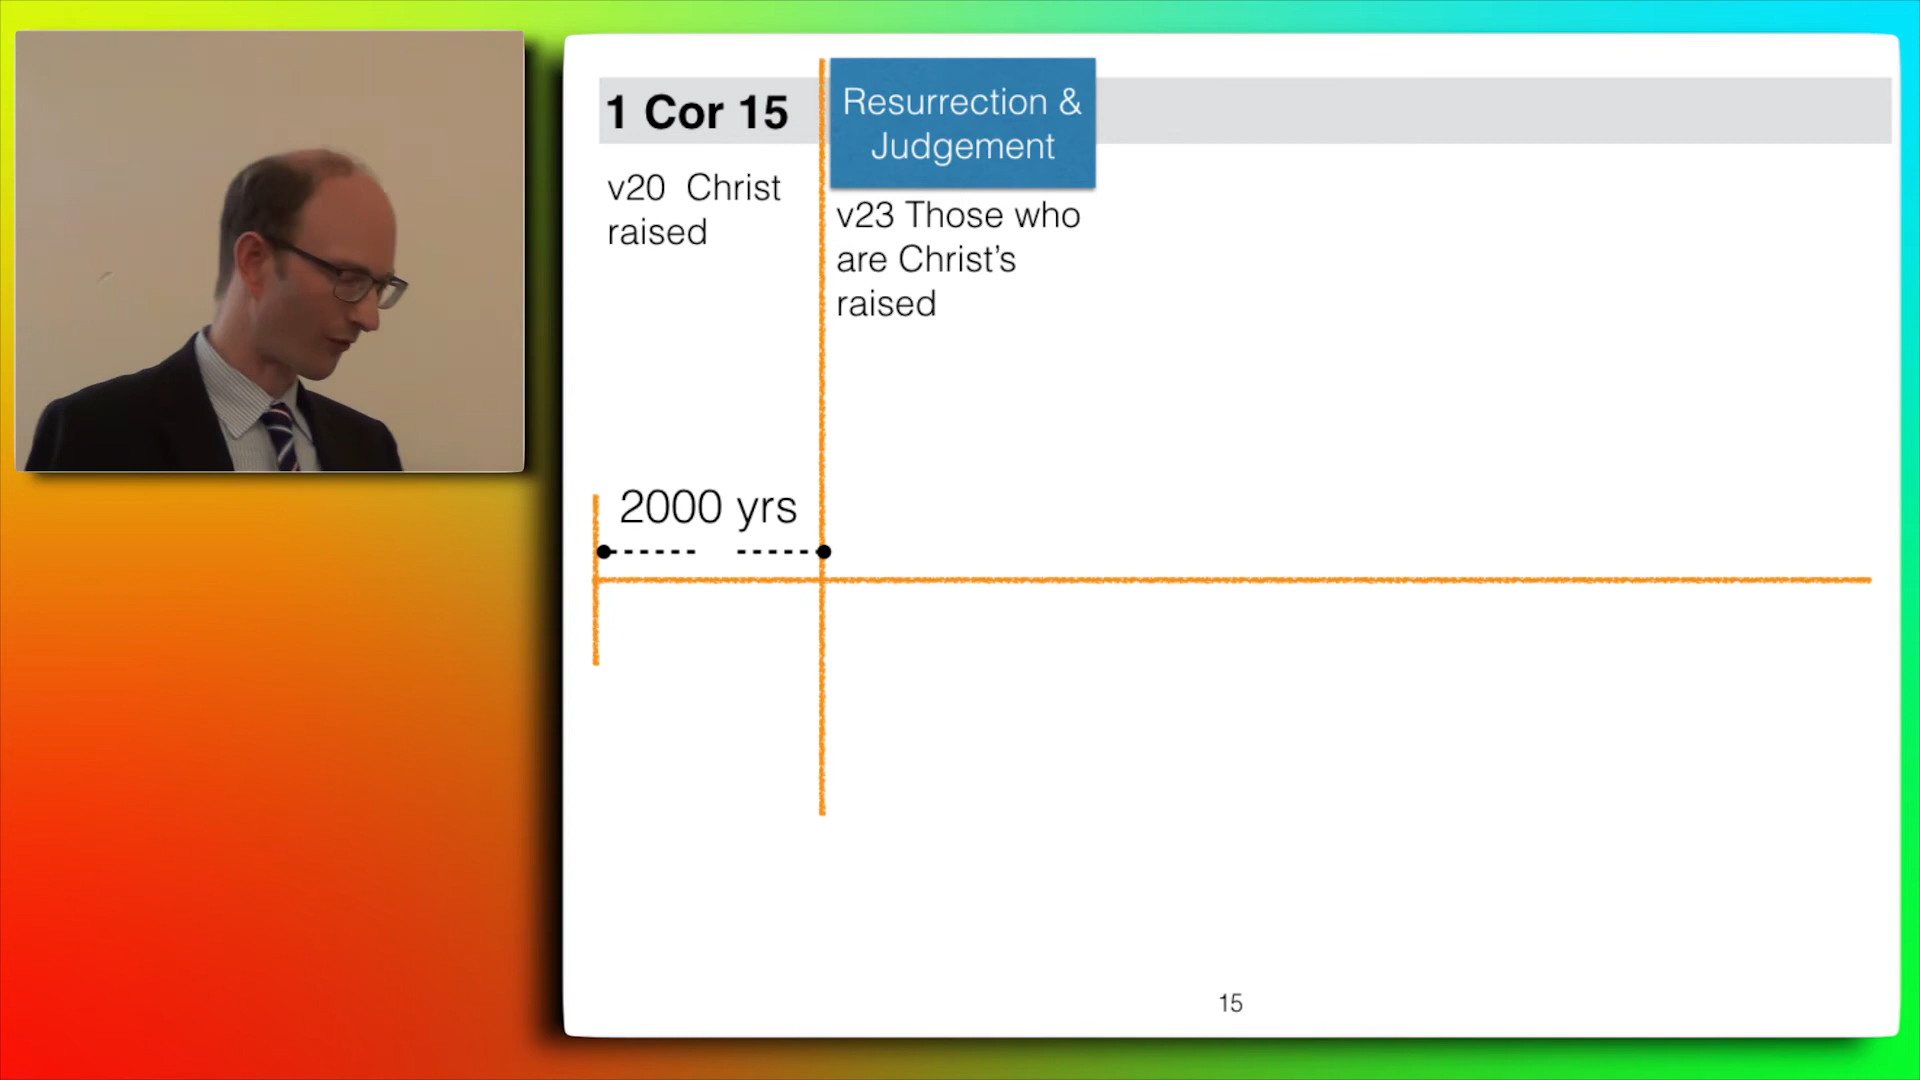 1 Cor 15
Resurrection &
Judgement
v20  Christ
raised
v23 Those who
are Christ’s
raised
2000 yrs
15